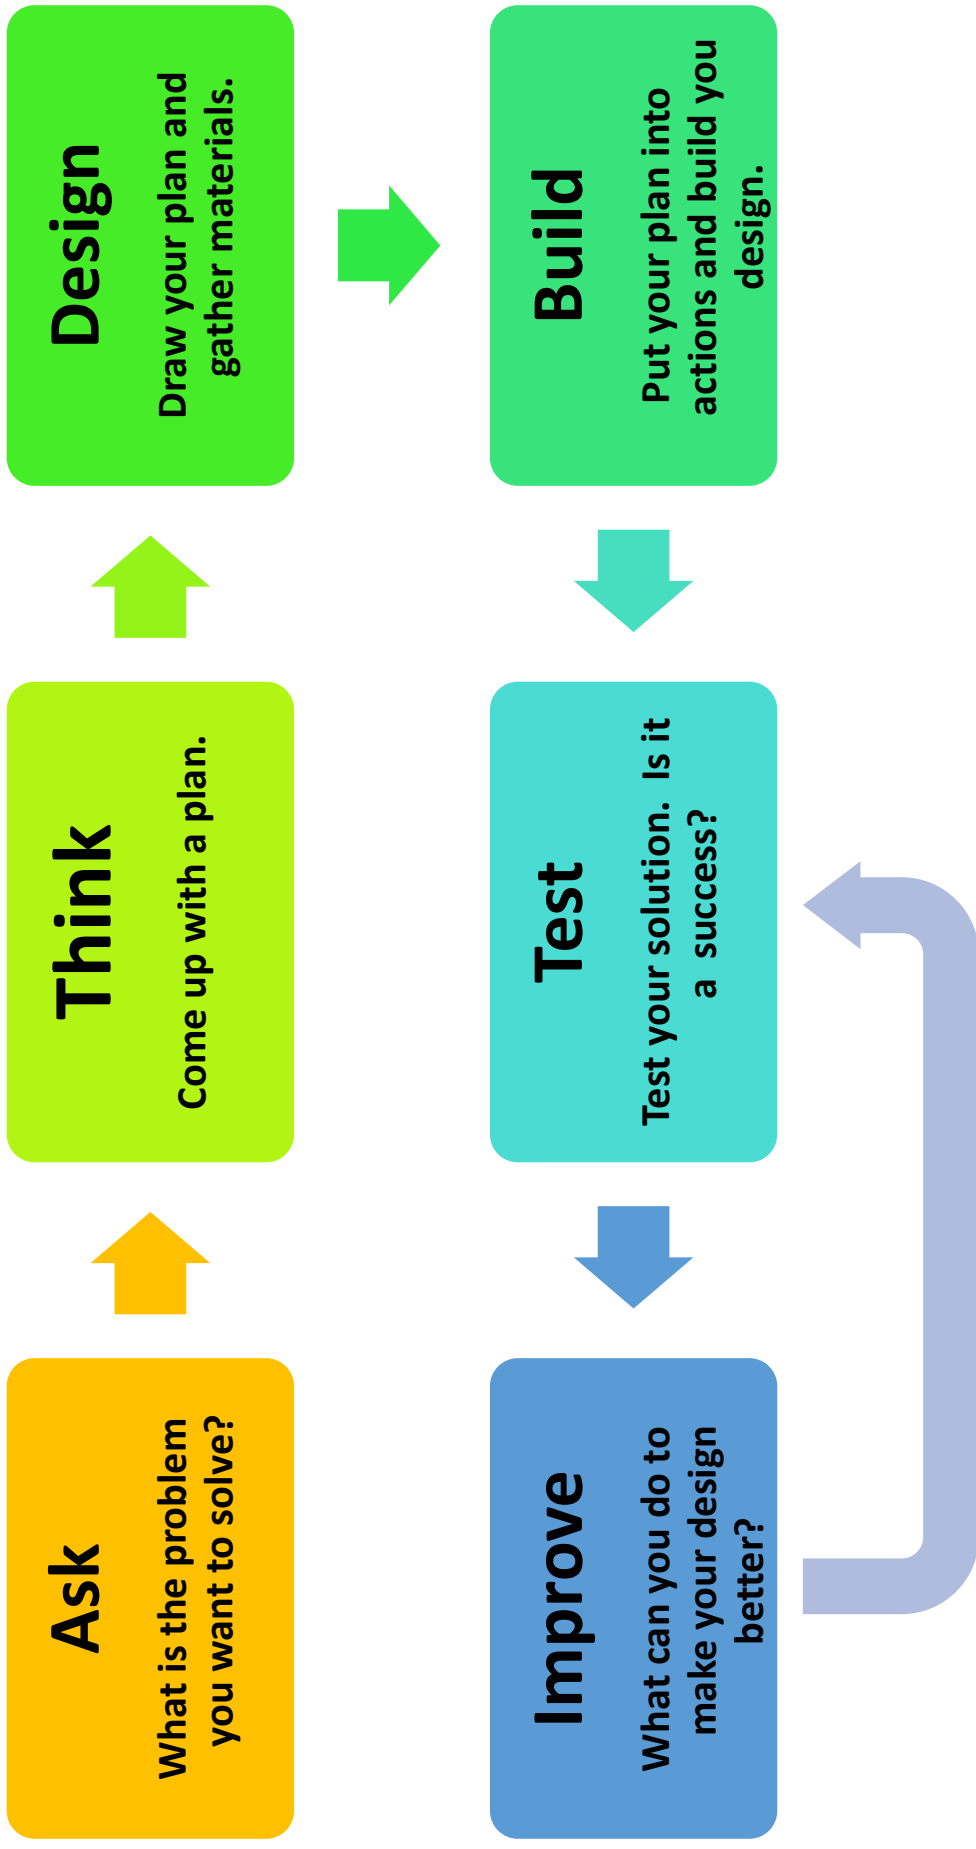 Ask
What is the problem
you want to solve?
Think
Come up with a plan.
Design
Draw your plan and
gather materials.
Build
Put your plan into
actions and build you
design.
Test
Test your solution.  Is it
a  success?
Improve
What can you do to
make your design
better?